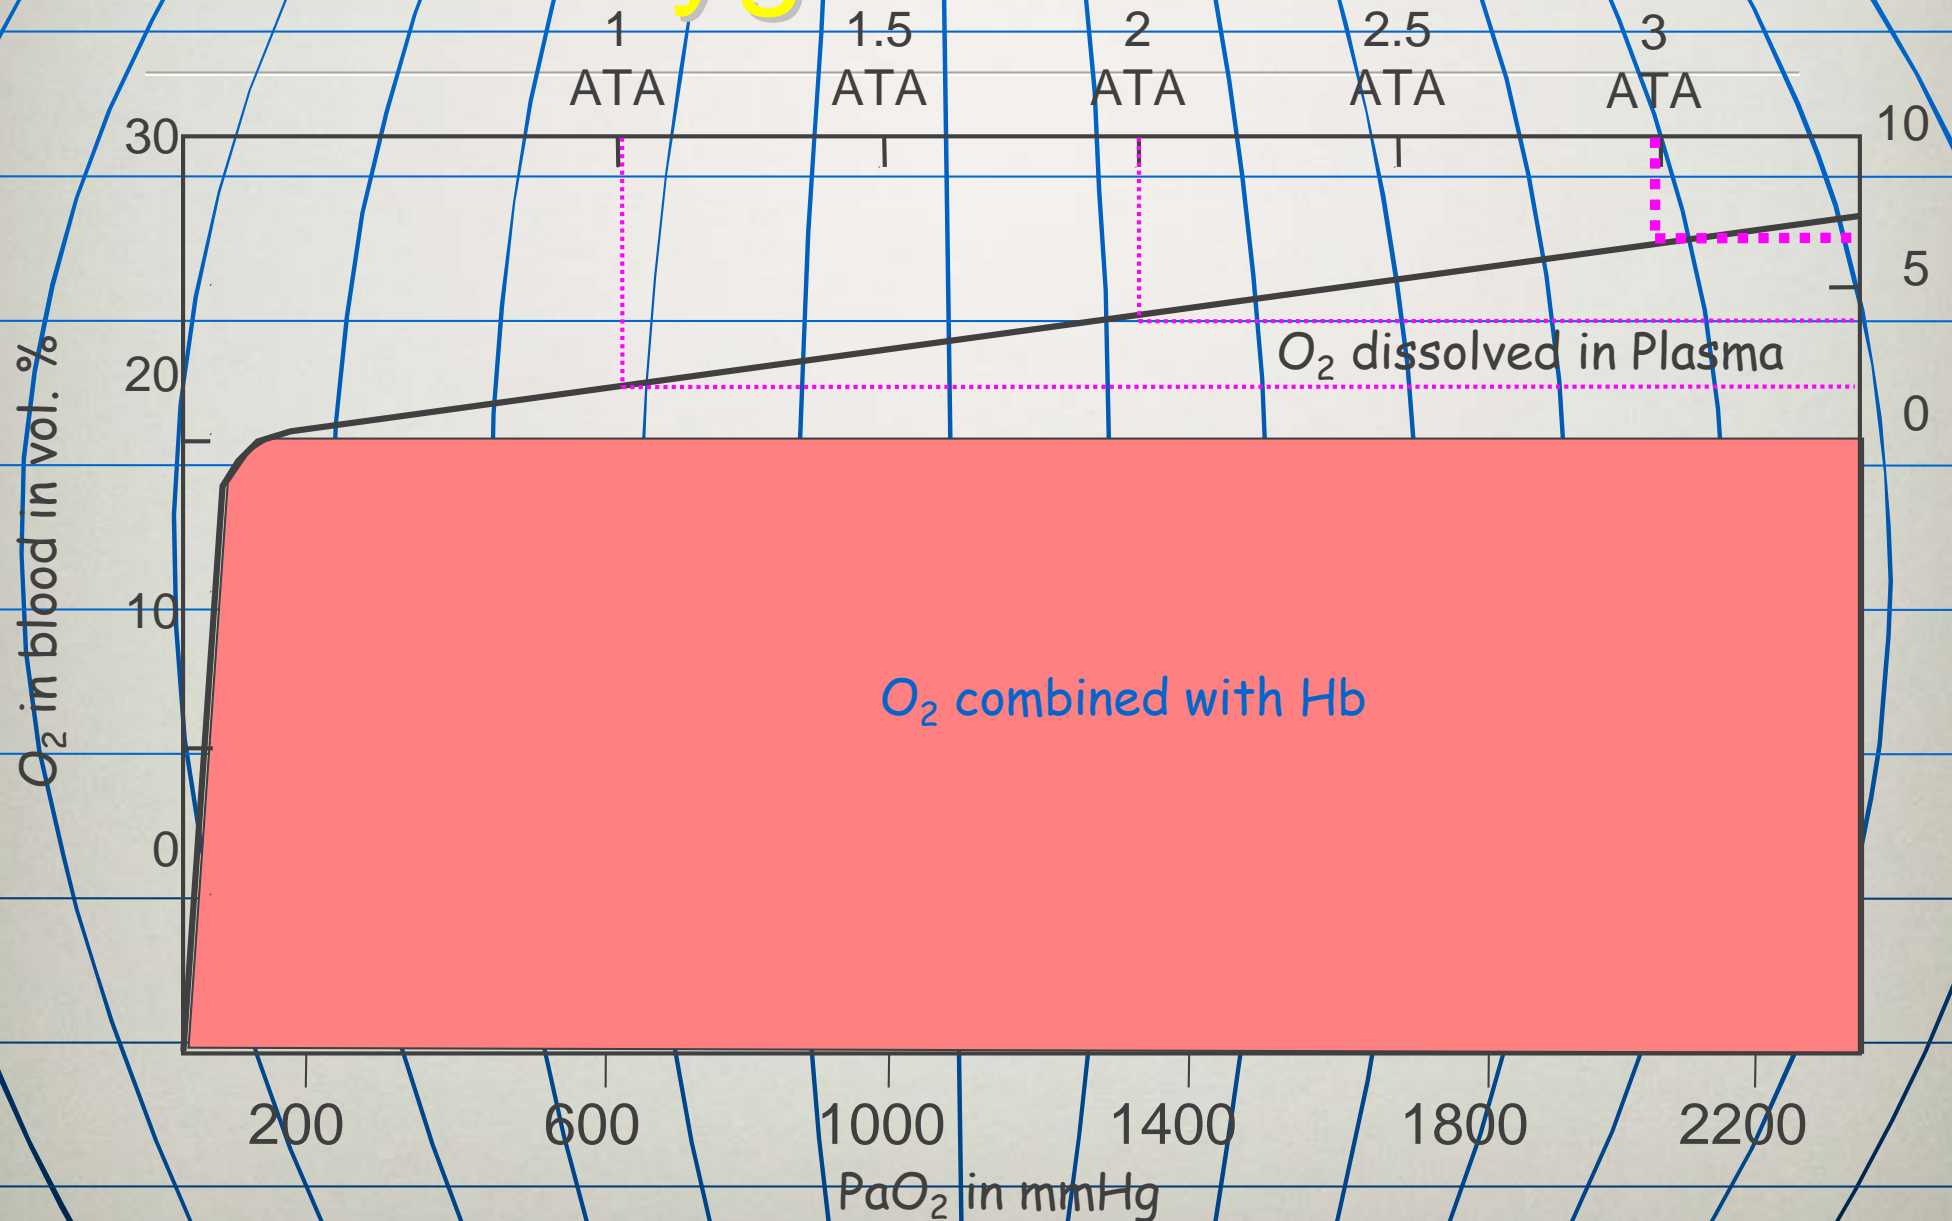 1 1.5 2 2.5 3
ATA ATA ATA ATA ATA
30 10
5
20
0
10
0
O2 in blood in vol. %
O2 dissolved in Plasma
O2 combined with Hb
200 600 1000 1400 1800 2200
PaO2 in mmHg